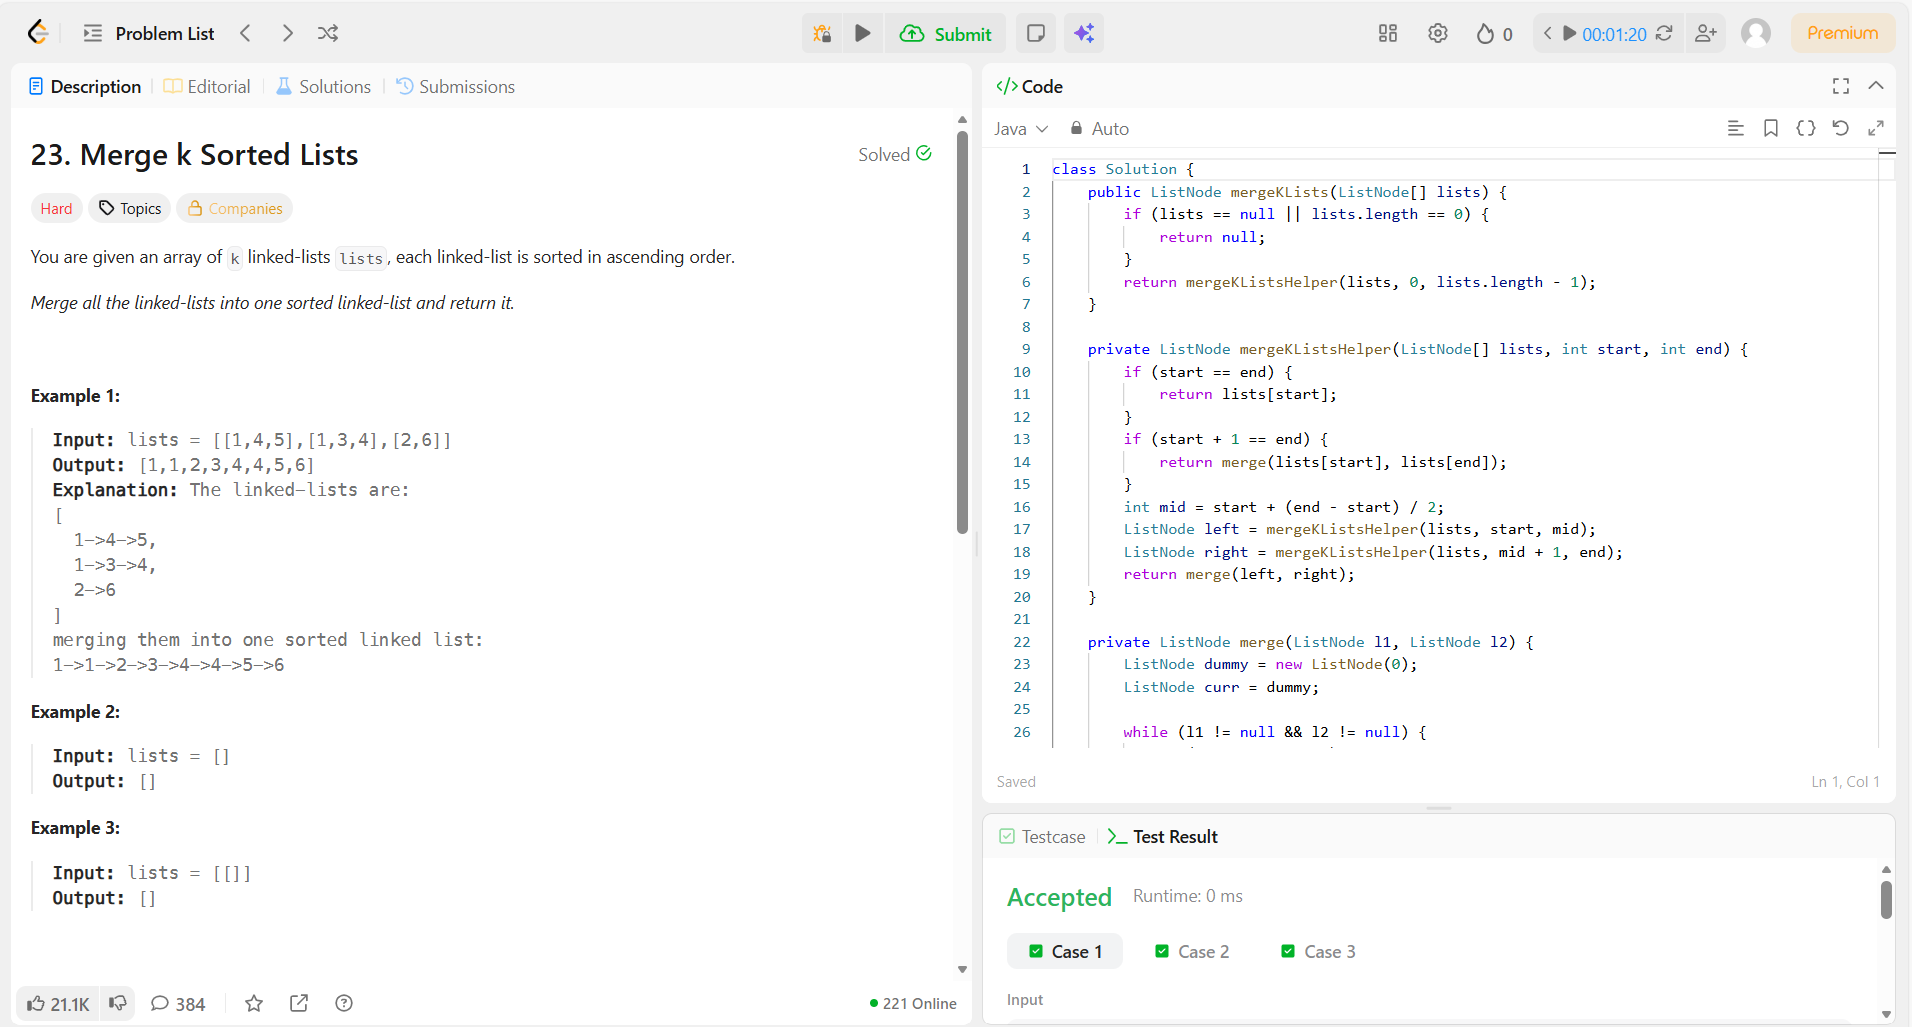 Problem List
Submit
0
00:01:20
Premium
Description
Editorial
Solutions
Submissions
23. Merge k Sorted Lists
Solved
Hard
Topics
Companies
You are given an array of k linked-lists lists, each linked-list is sorted in ascending order.
Merge all the linked-lists into one sorted linked-list and return it.
Example 1:
Input: lists = [[1,4,5],[1,3,4],[2,6]]
Output: [1,1,2,3,4,4,5,6]
Explanation: The linked-lists are:
[
  1->4->5,
  1->3->4,
  2->6
]
merging them into one sorted linked list:
1->1->2->3->4->4->5->6
Example 2:
Input: lists = []
Output: []
Example 3:
Input: lists = [[]]
Output: []
21.1K
384
221 Online
</> Code
Java
Auto
1 class Solution {
2     public ListNode mergeKLists(ListNode[] lists) {
3         if (lists == null || lists.length == 0) {
4             return null;
5         }
6         return mergeKListsHelper(lists, 0, lists.length - 1);
7     }
8
9     private ListNode mergeKListsHelper(ListNode[] lists, int start, int end) {
10         if (start == end) {
11             return lists[start];
12         }
13         if (start + 1 == end) {
14             return merge(lists[start], lists[end]);
15         }
16         int mid = start + (end - start) / 2;
17         ListNode left = mergeKListsHelper(lists, start, mid);
18         ListNode right = mergeKListsHelper(lists, mid + 1, end);
19         return merge(left, right);
20     }
21
22     private ListNode merge(ListNode l1, ListNode l2) {
23         ListNode dummy = new ListNode(0);
24         ListNode curr = dummy;
25
26         while (l1 != null && l2 != null) {
Saved
Ln 1, Col 1
Testcase
Test Result
Accepted
Runtime: 0 ms
Case 1
Case 2
Case 3
Input